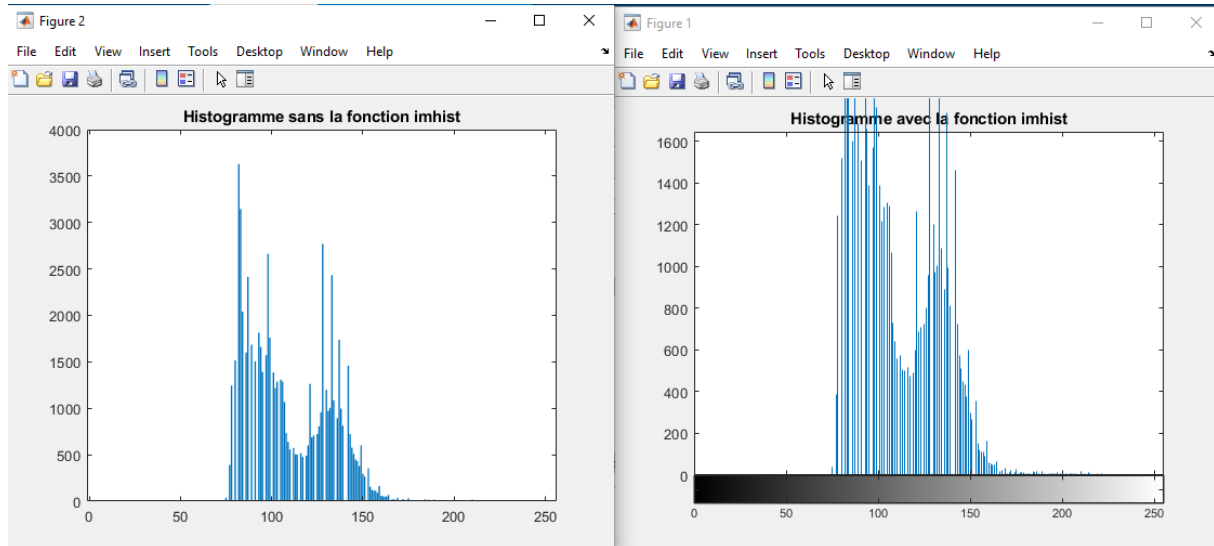 Figure 2
File Edit View Insert Tools Desktop Window Help
Histogramme sans la fonction imhist
4000
3500
3000
2500
2000
1500
1000
500
0
0 50 100 150 200 250
Figure 1
File Edit View Insert Tools Desktop Window Help
Histogramme avec la fonction imhist
1600
1400
1200
1000
800
600
400
200
0
0 50 100 150 200 250